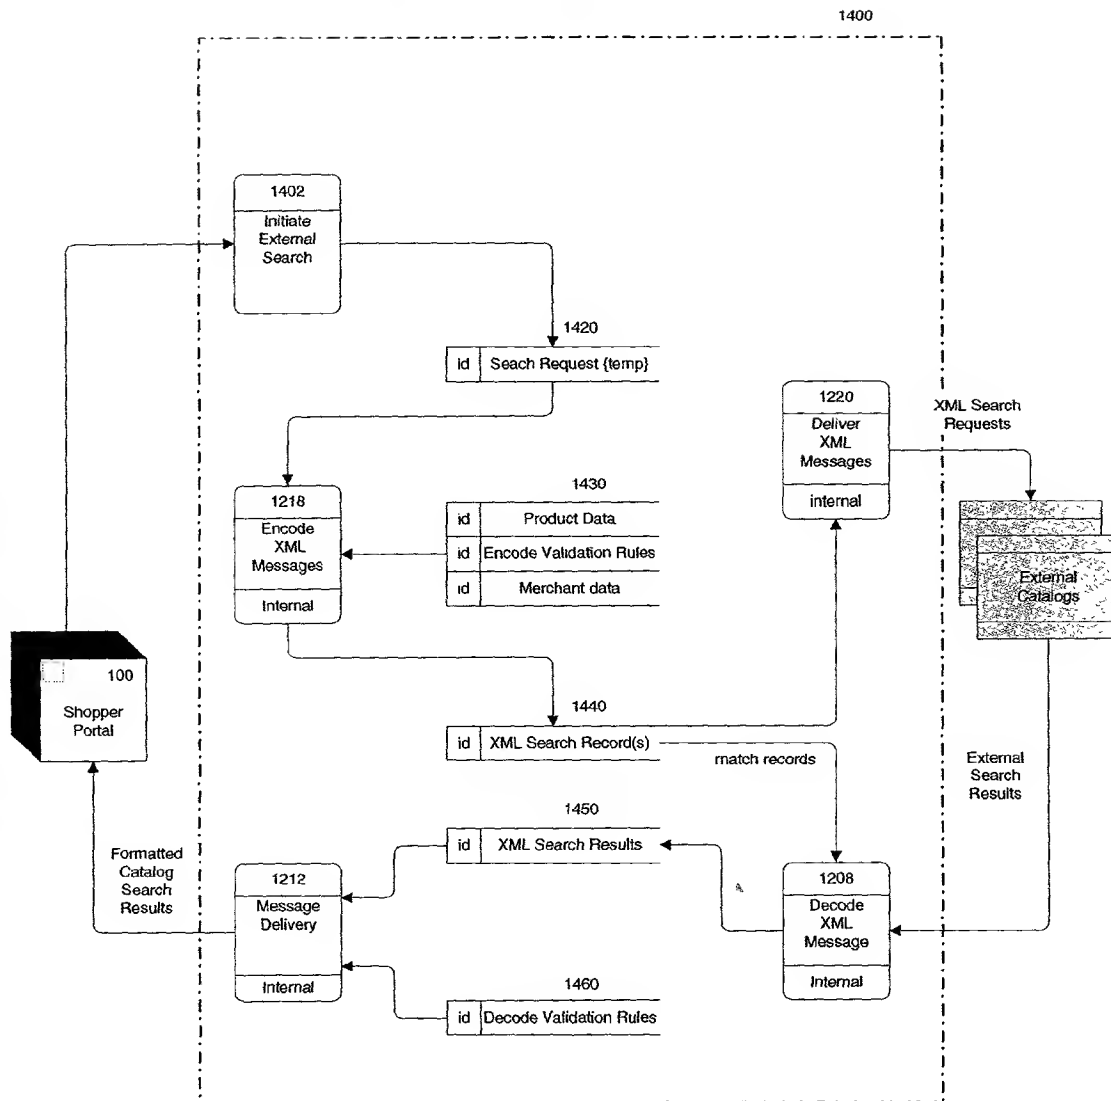 1400
1402
Initiate
External
Search
1420
id Seach Request {temp}
1220
Deliver
XML
Messages
internal
XML Search
Requests
1218
Encode
XML
Messages
Internal
1430
id Product Data
id Encode Validation Rules
id Merchant data
External
Catalogs
100
Shopper
Portal
1440
id XML Search Record(s)
match records
External
Search
Results
1450
id XML Search Results
Formatted
Catalog
Search
Results
1212
Message
Delivery
Internal
1208
Decode
XML
Message
Internal
1460
id Decode Validation Rules